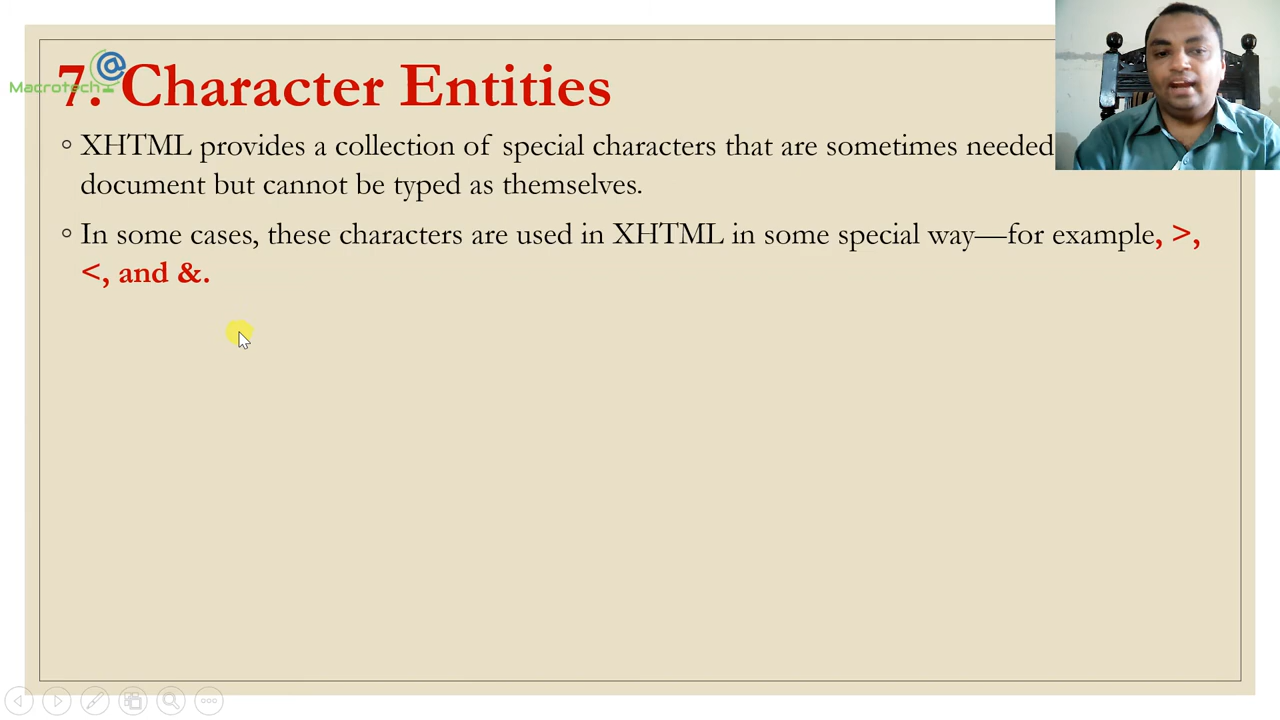 Macrotech
7. Character Entities
XHTML provides a collection of special characters that are sometimes needed
document but cannot be typed as themselves.
In some cases, these characters are used in XHTML in some special way—for example, >,
<, and &.